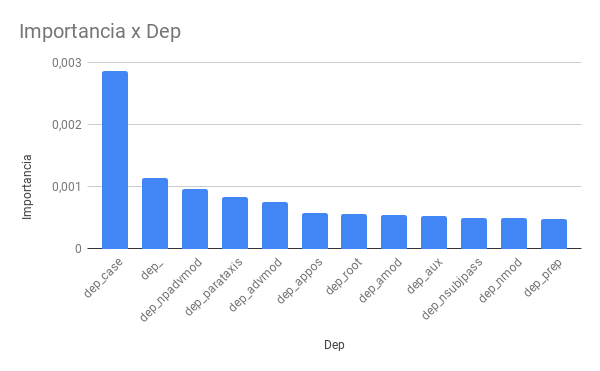 Importancia x Dep
0,003
0,002
0,001
0
Importancia
dep_case
dep_
dep_npadvmod
dep_parataxis
dep_advmod
dep_appos
dep_root
dep_amod
dep_aux
dep_nsubjpass
dep_nmod
dep_prep
Dep